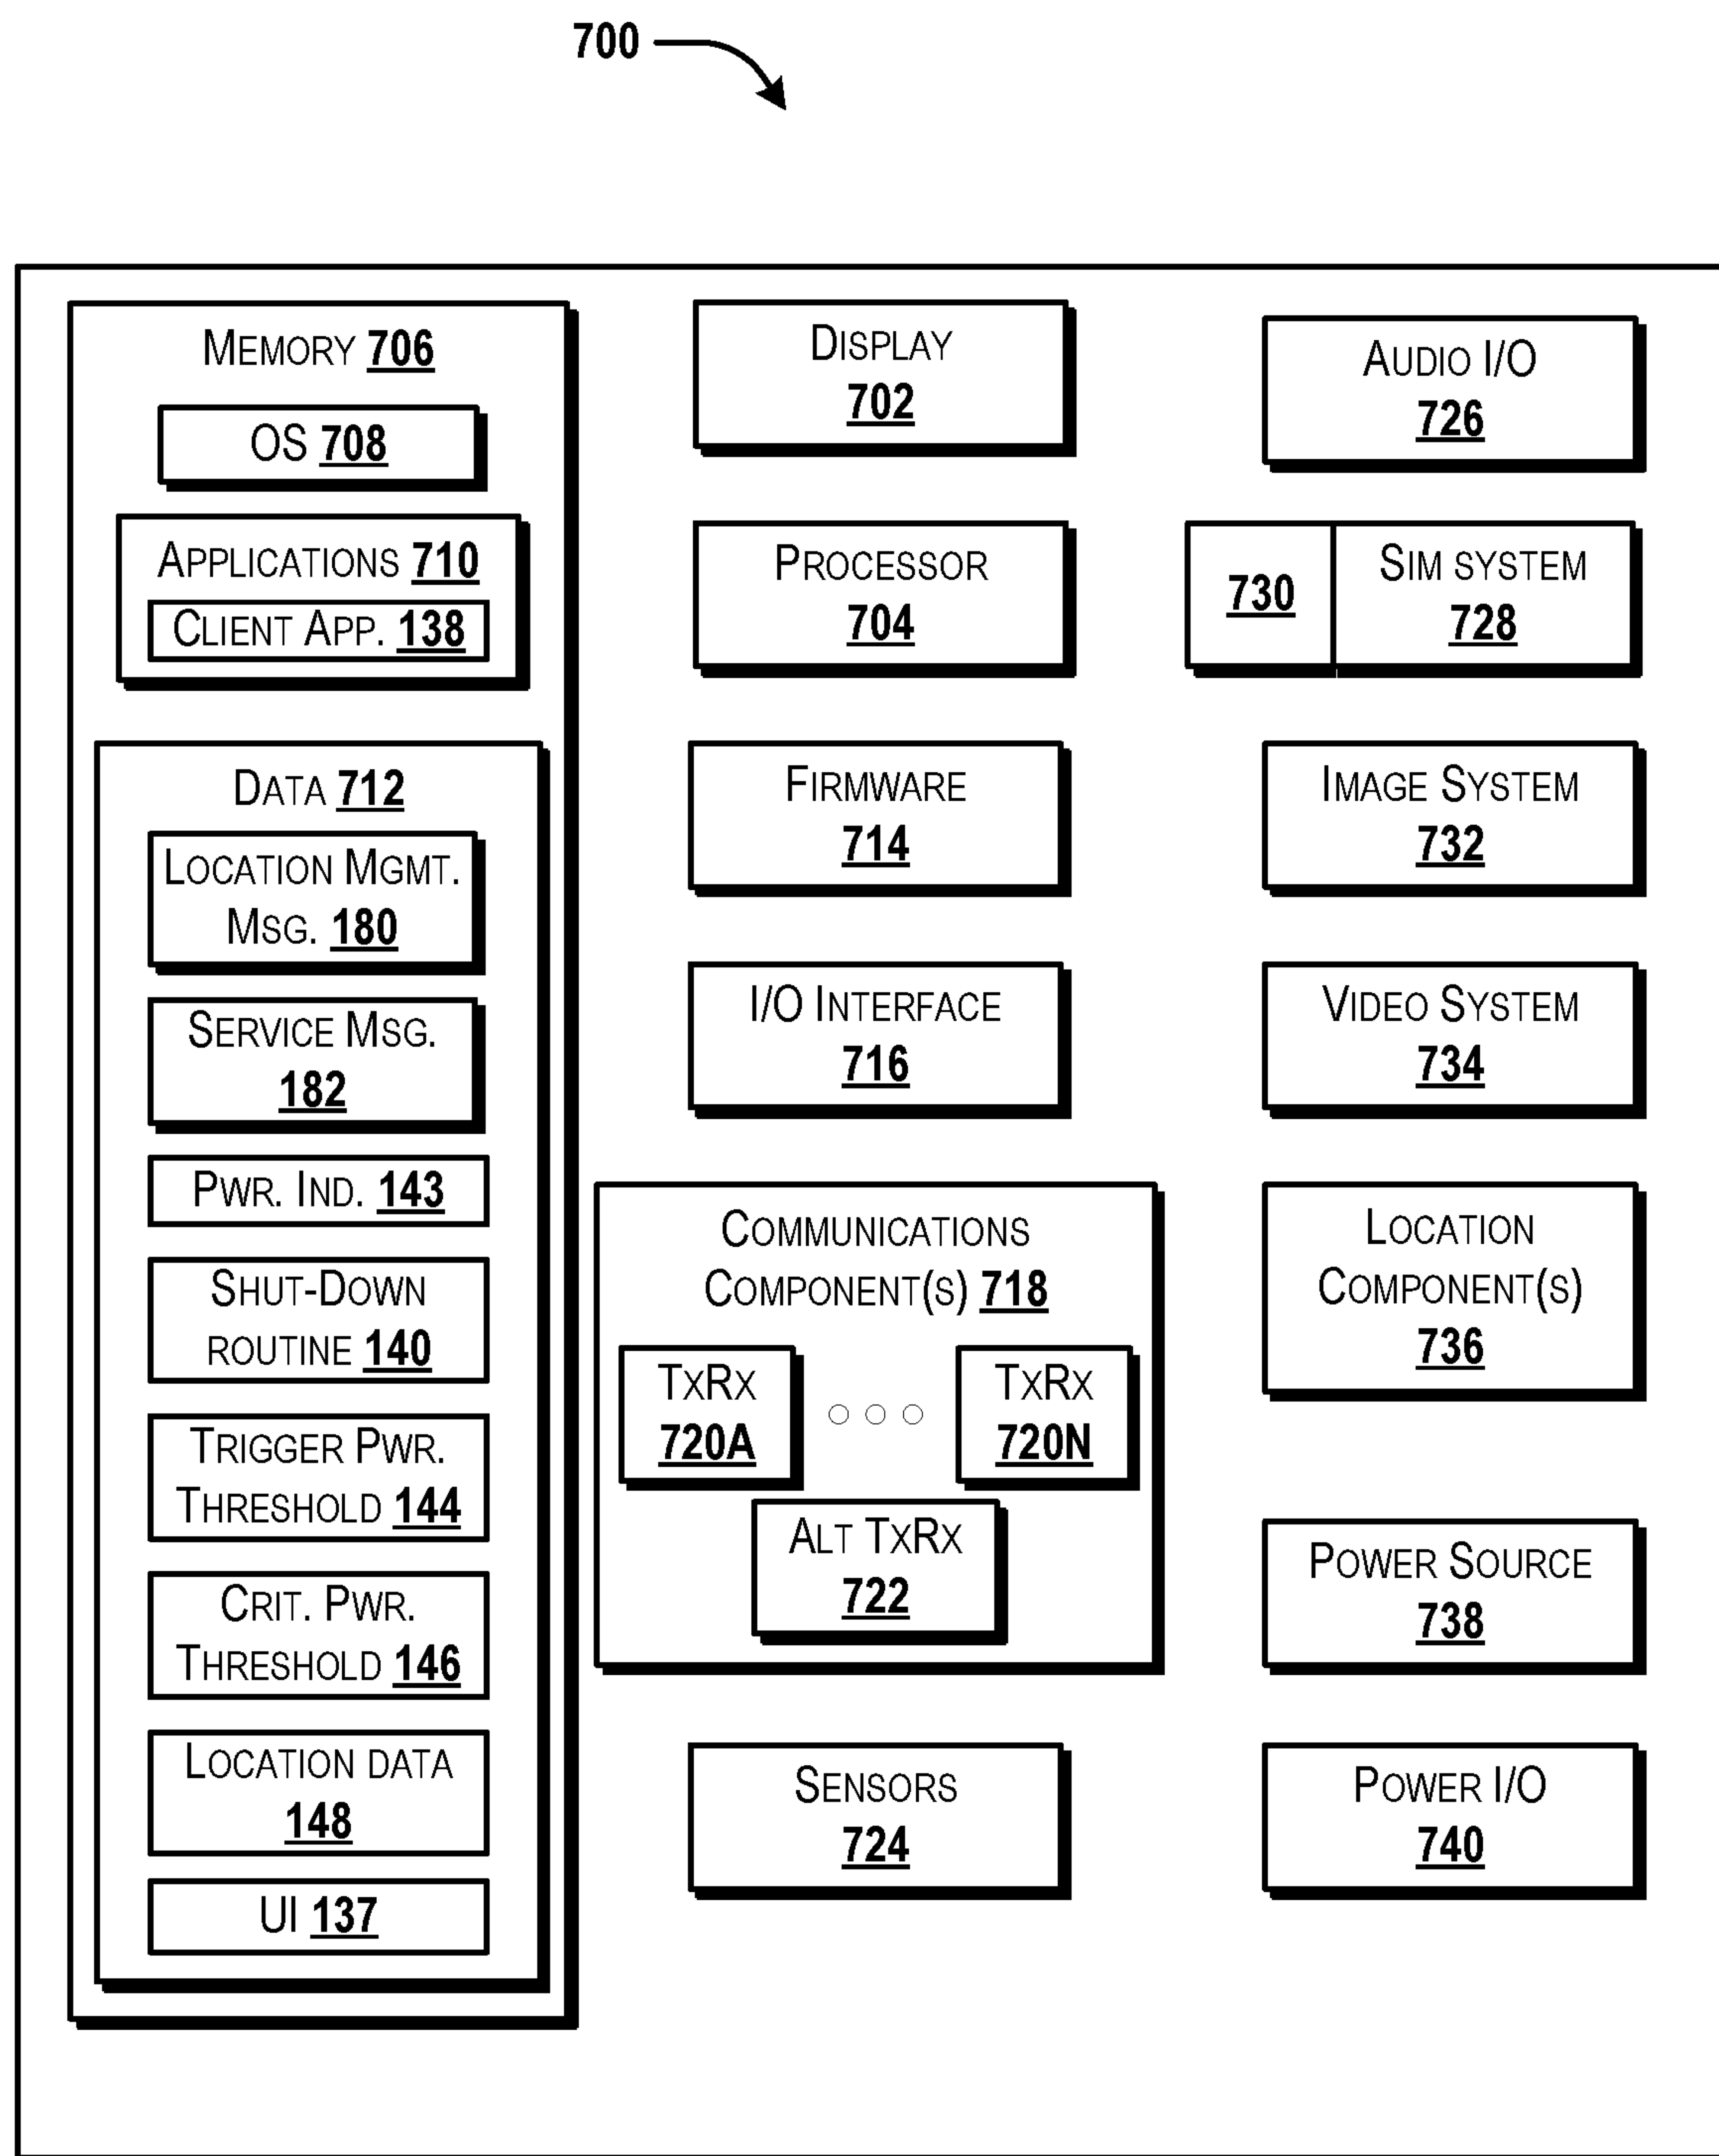 700
MEMORY 706
OS 708
APPLICATIONS 710
CLIENT APP. 138
DATA 712
LOCATION MGMT.
MSG. 180
SERVICE MSG.
182
PWR. IND. 143
SHUT-DOWN
ROUTINE 140
TRIGGER PWR.
THRESHOLD 144
CRIT. PWR.
THRESHOLD 146
LOCATION DATA
148
UI 137
DISPLAY
702
PROCESSOR
704
FIRMWARE
714
I/O INTERFACE
716
COMMUNICATIONS
COMPONENT(S) 718
TXRX
720A
TXRX
720N
ALT TXRX
722
SENSORS
724
AUDIO I/O
726
730
SIM SYSTEM
728
IMAGE SYSTEM
732
VIDEO SYSTEM
734
LOCATION
COMPONENT(S)
736
POWER SOURCE
738
POWER I/O
740